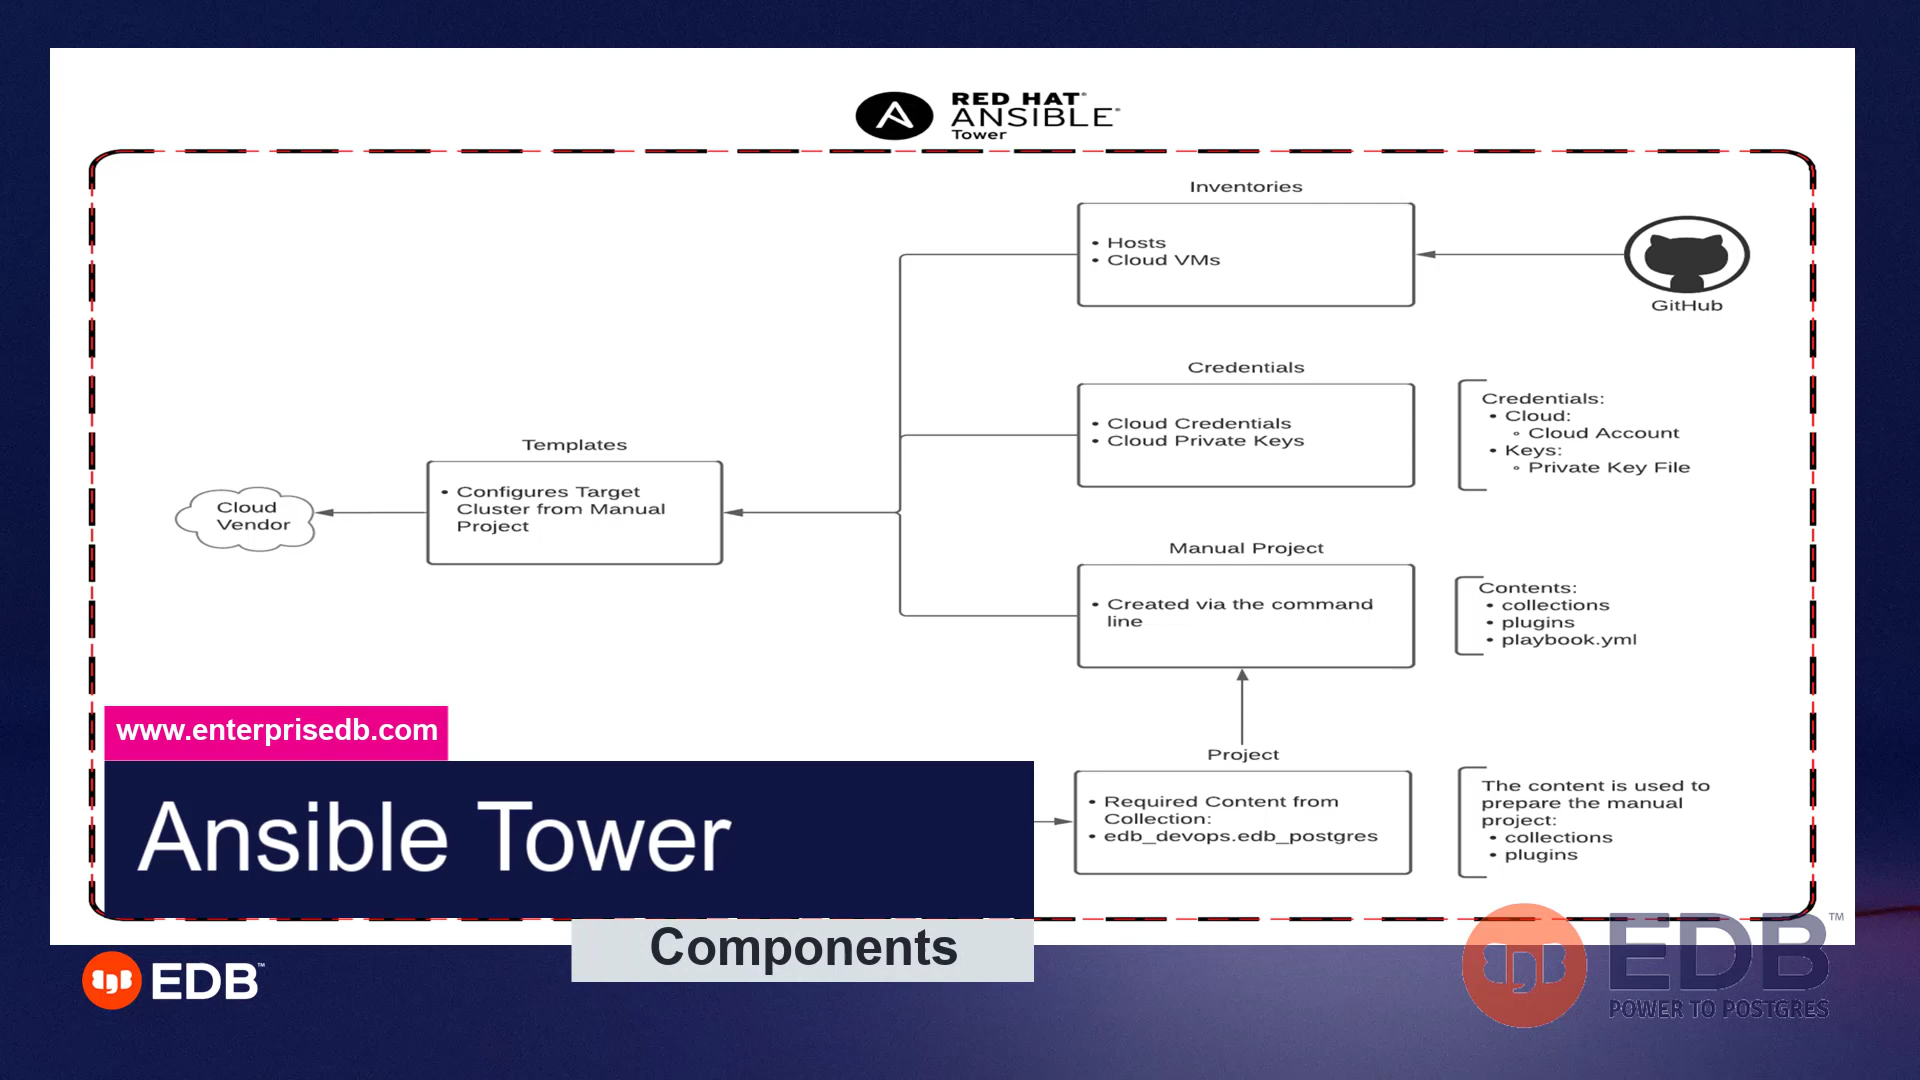 RED HAT®
ANSIBLE®
Tower
Inventories
• Hosts
• Cloud VMs
GitHub
Credentials
• Cloud Credentials
• Cloud Private Keys
Credentials:
• Cloud:
◦ Cloud Account
• Keys:
◦ Private Key File
Templates
• Configures Target
Cluster from Manual
Project
Cloud
Vendor
Manual Project
• Created via the command
line
Contents:
• collections
• plugins
• playbook.yml
Project
• Required Content from
Collection:
• edb_devops.edb_postgres
The content is used to
prepare the manual
project:
• collections
• plugins
www.enterprisedb.com
Ansible Tower
Components
EDB™
EDB™
POWER TO POSTGRES